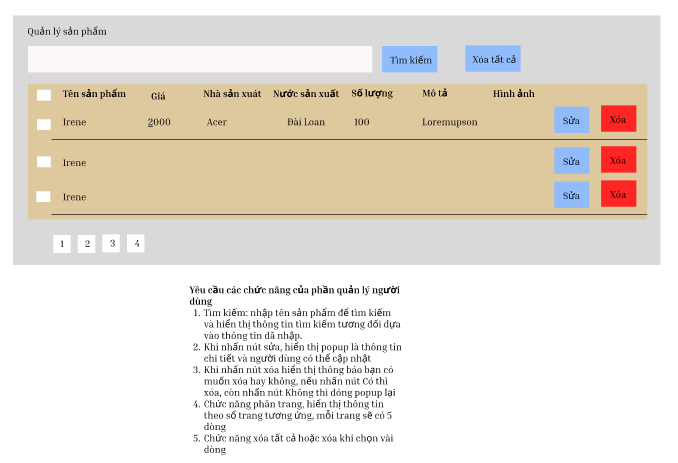 Quản lý sản phẩm
Tìm kiếm
Xóa tất cả
Tên sản phẩm Giá Nhà sản xuát Nước sản xuất Số lượng Mô tả Hình ảnh
Irene 2000 Acer Đài Loan 100 Loremupson Sửa Xóa
Irene Sửa Xóa
Irene Sửa Xóa
1 2 3 4
Yêu cầu các chức năng của phần quản lý người
dùng
1. Tìm kiếm: nhập tên sản phẩm để tìm kiếm
và hiển thị thông tin tìm kiếm tương đối dựa
vào thông tin đã nhập.
2. Khi nhấn nút sửa, hiển thị popup là thông tin
chi tiết và người dùng có thể cập nhật
3. Khi nhấn nút xóa hiển thị thông báo bạn có
muốn xóa hay không, nếu nhấn nút Có thì
xóa, còn nhấn nút Không thì đóng popup lại
4. Chức năng phân trang, hiển thị thông tin
theo số trang tương ứng, mỗi trang sẽ có 5
dòng
5. Chức năng xóa tất cả hoặc xóa khi chọn vài
dòng